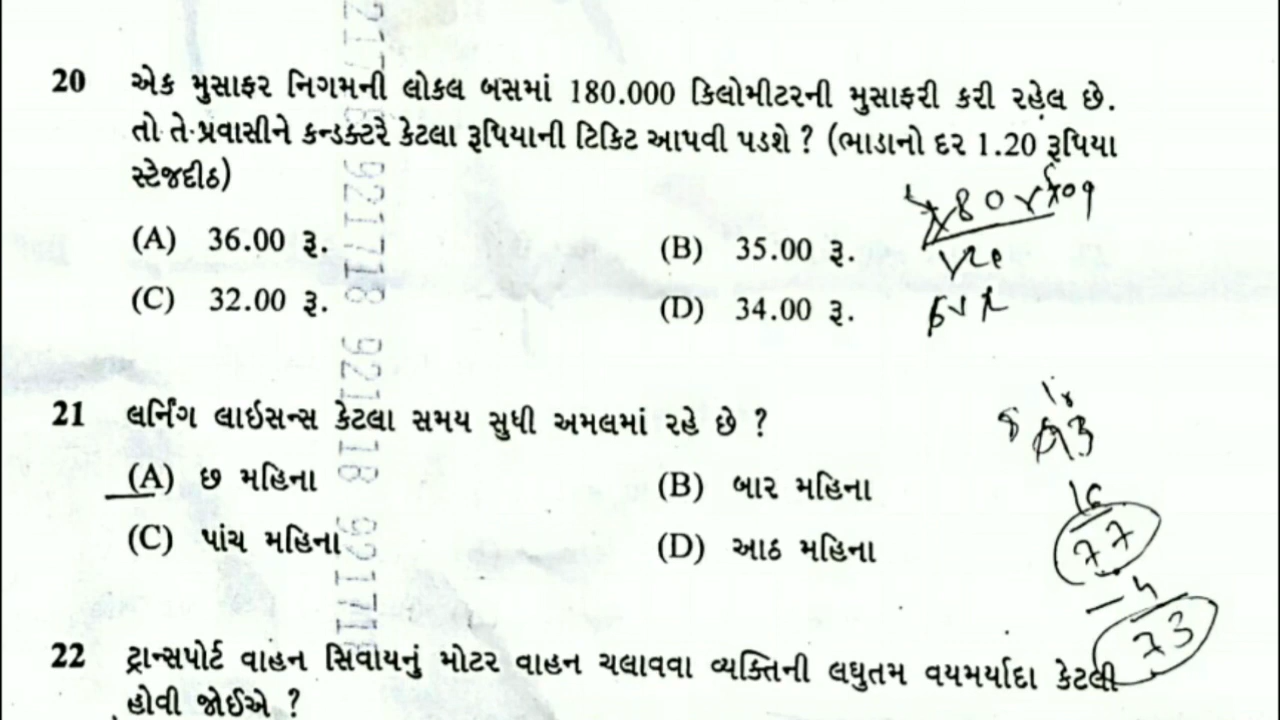 20 એક મુસાફર નિગમની લોકલ બસમાં 180.000 કિલોમીટરની મુસાફરી કરી રહેલ છે.
તો તે પ્રવાસીને કન્ડક્ટરે કેટલા રૂપિયાની ટિકિટ આપવી પડશે ? (ભાડાનો દર 1.20 રૂપિયા
સ્ટેજદીઠ)
(A) 36.00 રૂ. (B) 35.00 રૂ.
(C) 32.00 રૂ. (D) 34.00 રૂ.
21 લર્નિંગ લાઇસન્સ કેટલા સમય સુધી અમલમાં રહે છે ?
(A) છ મહિના (B) બાર મહિના
(C) પાંચ મહિના (D) આઠ મહિના
16
77
73
22 ટ્રાન્સપોર્ટ વાહન સિવાયનું મોટર વાહન ચલાવવા વ્યક્તિની લઘુતમ વયમર્યાદા કેટલી
હોવી જોઈએ ?